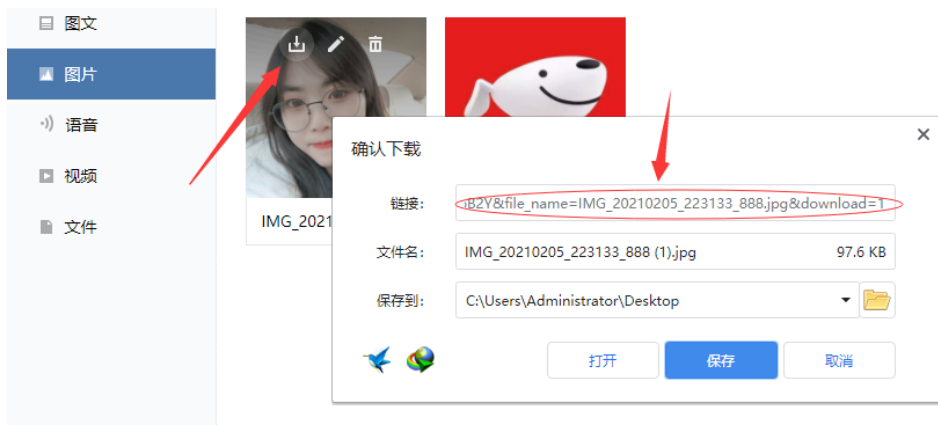 图文
图片
语音
视频
文件
IMG_2021
确认下载
链接:
B2Y&file_name=IMG_20210205_223133_888.jpg&download=1
文件名:
IMG_20210205_223133_888 (1).jpg
97.6 KB
保存到:
C:\Users\Administrator\Desktop
打开
保存
取消